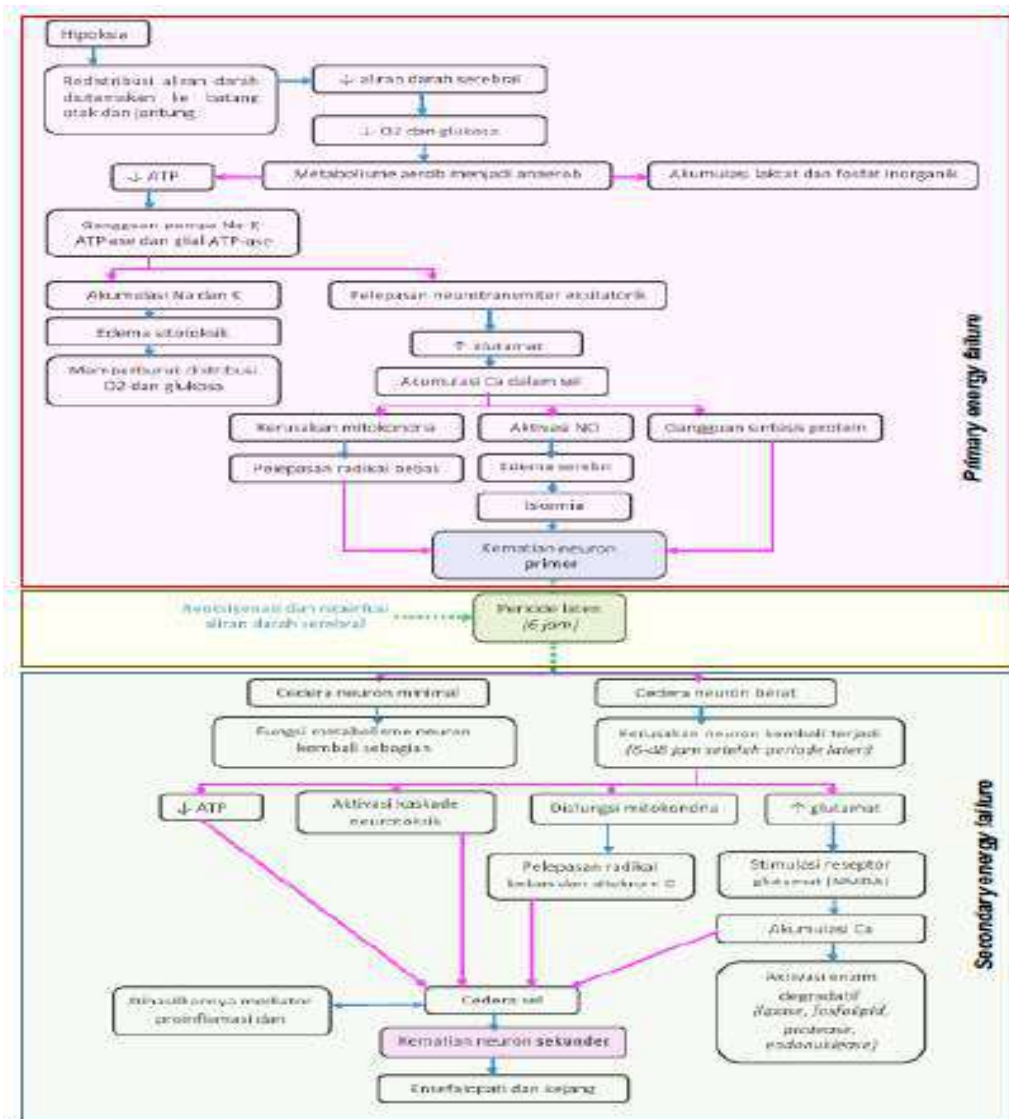 Hipoksia
Redistribusi aliran darah
diutamakan ke batang
otak dan jantung
↓ aliran darah serebral
↓ O2 dan glukosa
Metabolisme aerob menjadi anaerob
↓ ATP
Akumulasi laktat dan fosfat inorganik
Gangguan pompa Na-K
ATP-ase dan glial ATP-ase
Akumulasi Na dan K
Pelepasan neurotransmiter eksitatorik
Edema sitotoksik
↑ glutamat
Memperburuk distribusi
O2 dan glukosa
Akumulasi Ca dalam sel
Kerusakan mitokondria
Aktivasi NO
Gangguan sintesis protein
Pelepasan radikal bebas
Edema serebri
Iskemia
Kematian neuron
primer
Primary energy failure
Reoksigenasi dan reperfusi
aliran darah serebral
Periode laten
(6 jam)
Cedera neuron minimal
Cedera neuron berat
Fungsi metabolisme neuron
kembali sebagian
Kerusakan neuron kembali terjadi
(6-48 jam setelah periode laten)
↓ ATP
Aktivasi kaskade
neurotoksik
Disfungsi mitokondria
↑ glutamat
Pelepasan radikal
bebas dan
Stimulasi reseptor
glutamat (NMDA)
Akumulasi Ca
Aktivasi enzim
degradatif
(lipase, fosfolipid,
protease,
endonuklease)
Dihasilkannya mediator
proinflamasi dan
Cedera sel
Kematian neuron sekunder
Ensefalopati dan kejang
Secondary energy failure